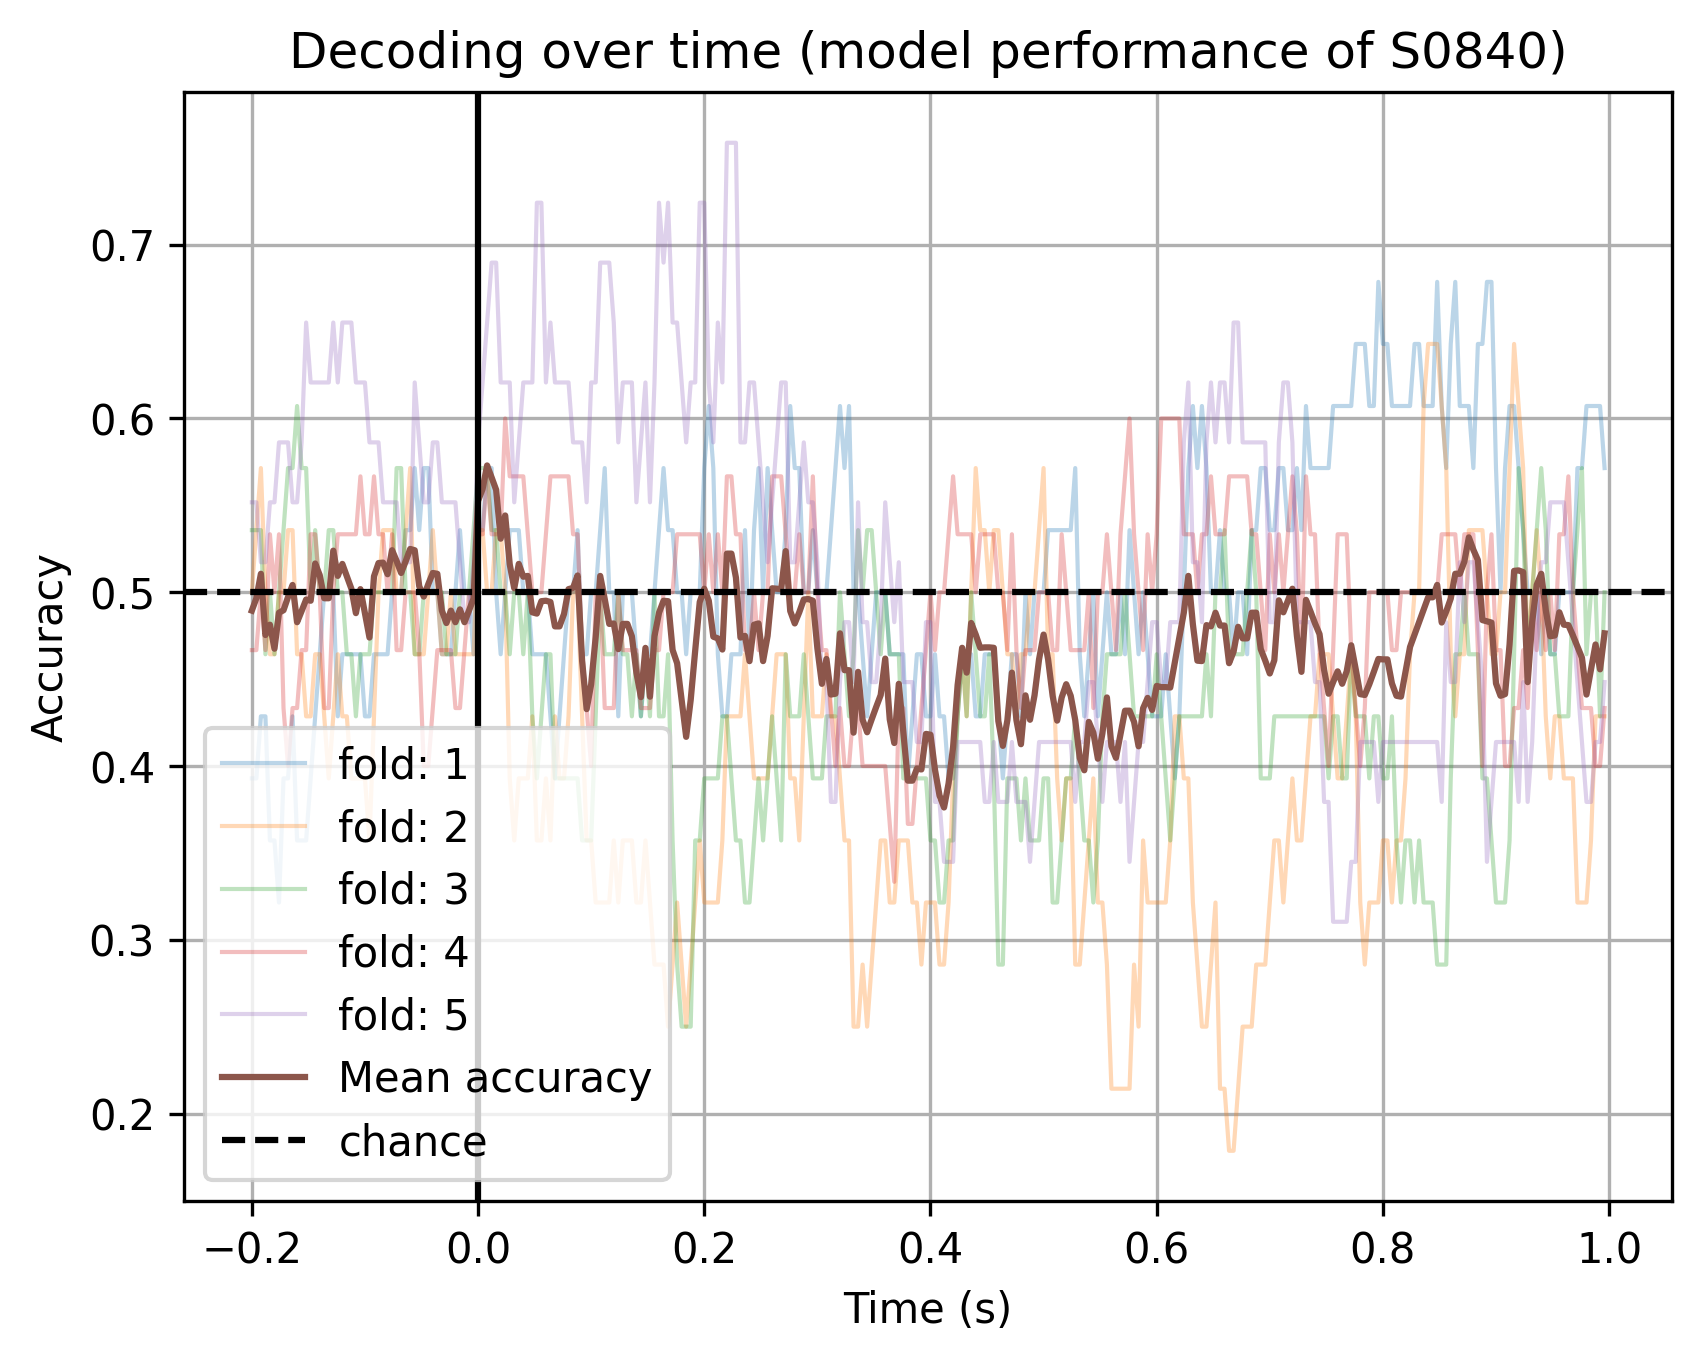 Decoding over time (model performance of S0840)
Accuracy
0.7
0.6
0.5
0.4
0.3
0.2
fold: 1
fold: 2
fold: 3
fold: 4
fold: 5
Mean accuracy
chance
−0.2 0.0 0.2 0.4 0.6 0.8 1.0
Time (s)